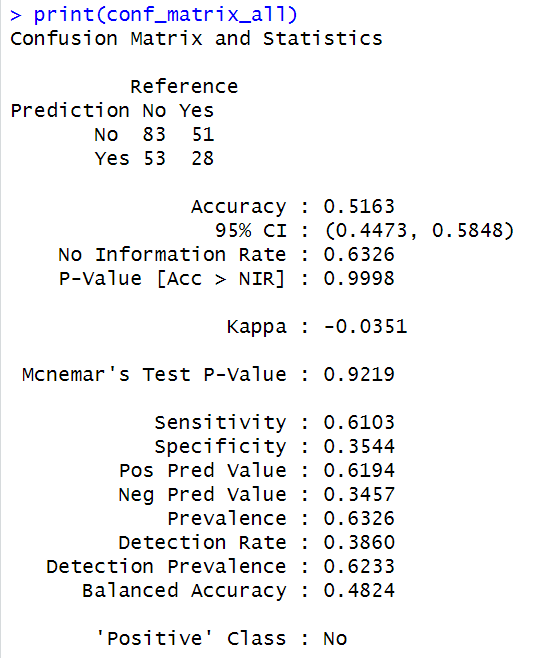 > print(conf_matrix_all)
Confusion Matrix and Statistics
Reference
Prediction No Yes
No 83 51
Yes 53 28
Accuracy : 0.5163
95% CI : (0.4473, 0.5848)
No Information Rate : 0.6326
P-Value [Acc > NIR] : 0.9998
Kappa : -0.0351
Mcnemar's Test P-Value : 0.9219
Sensitivity : 0.6103
Specificity : 0.3544
Pos Pred Value : 0.6194
Neg Pred Value : 0.3457
Prevalence : 0.6326
Detection Rate : 0.3860
Detection Prevalence : 0.6233
Balanced Accuracy : 0.4824
'Positive' Class : No